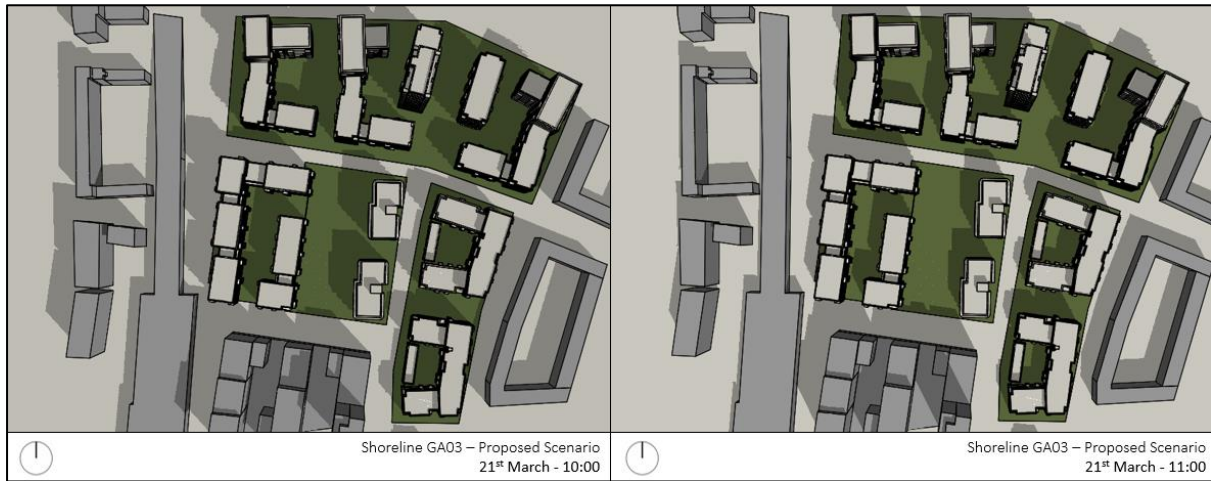 Shoreline GA03 – Proposed Scenario
21st March - 10:00
Shoreline GA03 – Proposed Scenario
21st March - 11:00